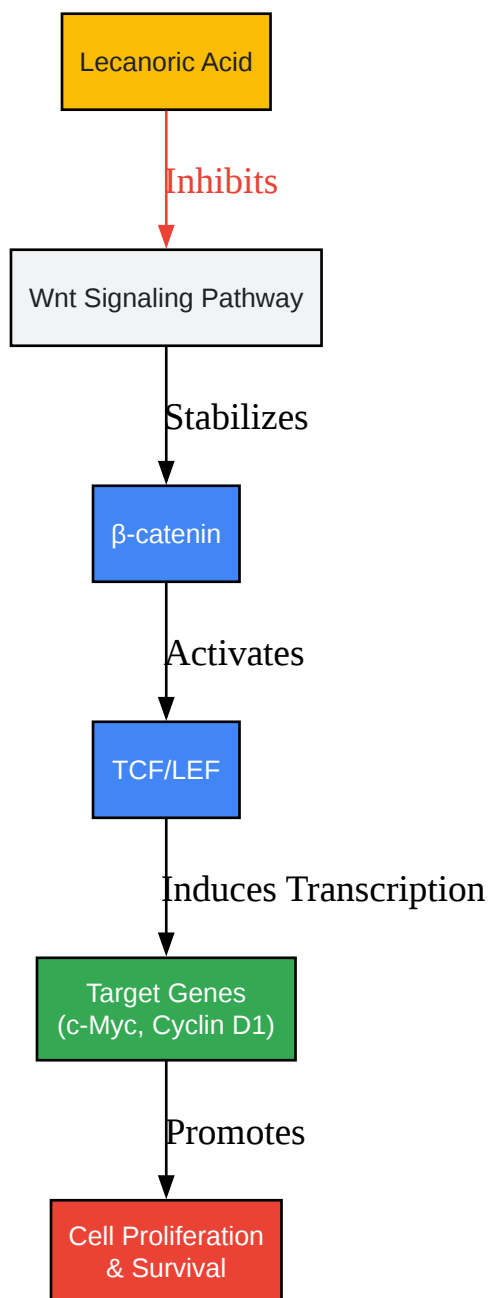 Lecanoric Acid
Inhibits
Wnt Signaling Pathway
Stabilizes
β-catenin
Activates
TCF/LEF
Induces Transcription
Target Genes
(c-Myc, Cyclin D1)
Promotes
Cell Proliferation
& Survival